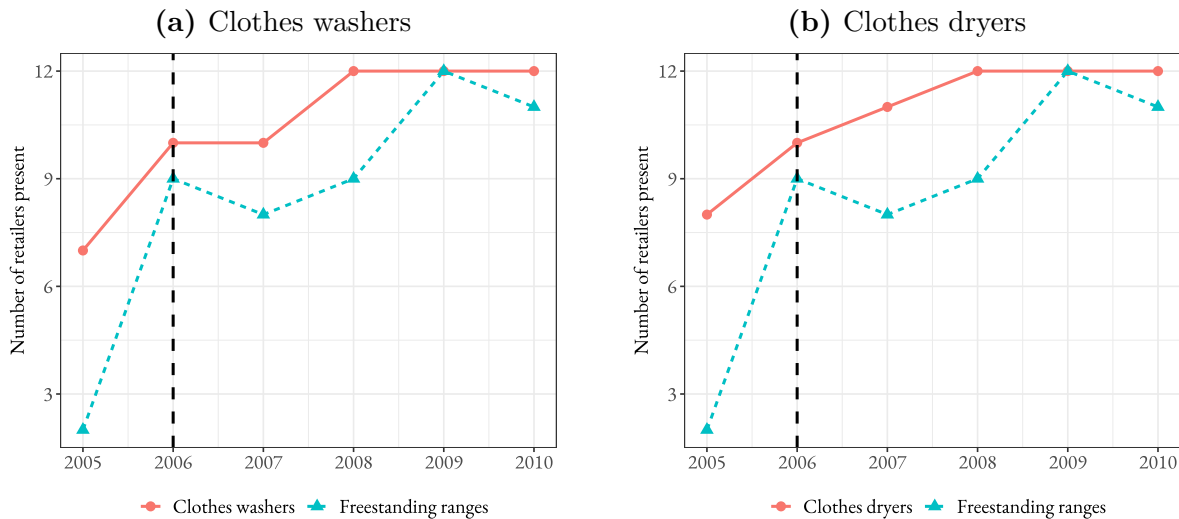 (a) Clothes washers
Number of retailers present
12
9
6
3
2005 2006 2007 2008 2009 2010
Clothes washers Freestanding ranges
(b) Clothes dryers
Number of retailers present
12
9
6
3
2005 2006 2007 2008 2009 2010
Clothes dryers Freestanding ranges